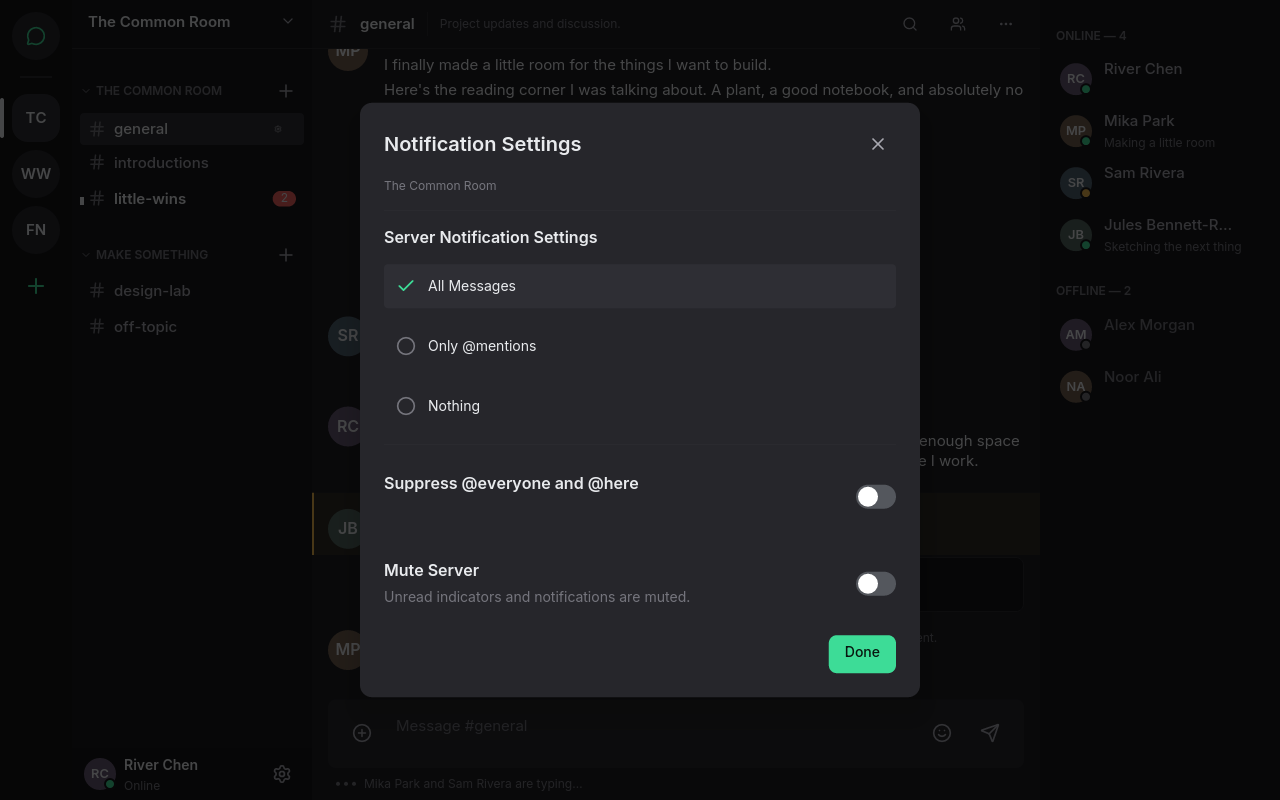 TC
WW
FN
The Common Room
THE COMMON ROOM
general
introductions
little-wins
2
MAKE SOMETHING
design-lab
off-topic
RC
River Chen
Online
general
Project updates and discussion.
MP
I finally made a little room for the things I want to build.
Here's the reading corner I was talking about. A plant, a good notebook, and absolutely no
SR
RC
enough space
e I work.
JB
MP
ent.
Message #general
Mika Park and Sam Rivera are typing...
Notification Settings
The Common Room
Server Notification Settings
All Messages
Only @mentions
Nothing
Suppress @everyone and @here
Mute Server
Unread indicators and notifications are muted.
Done
ONLINE — 4
RC
River Chen
MP
Mika Park
Making a little room
SR
Sam Rivera
JB
Jules Bennett-R...
Sketching the next thing
OFFLINE — 2
AM
Alex Morgan
NA
Noor Ali